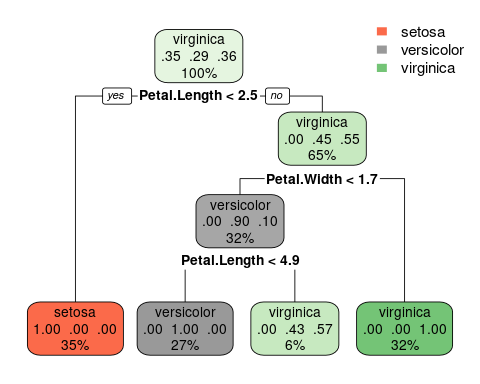 setosa
versicolor
virginica
virginica
.35 .29 .36
100%
yes Petal.Length < 2.5 no
virginica
.00 .45 .55
65%
Petal.Width < 1.7
versicolor
.00 .90 .10
32%
Petal.Length < 4.9
setosa
1.00 .00 .00
35%
versicolor
.00 1.00 .00
27%
virginica
.00 .43 .57
6%
virginica
.00 .00 1.00
32%